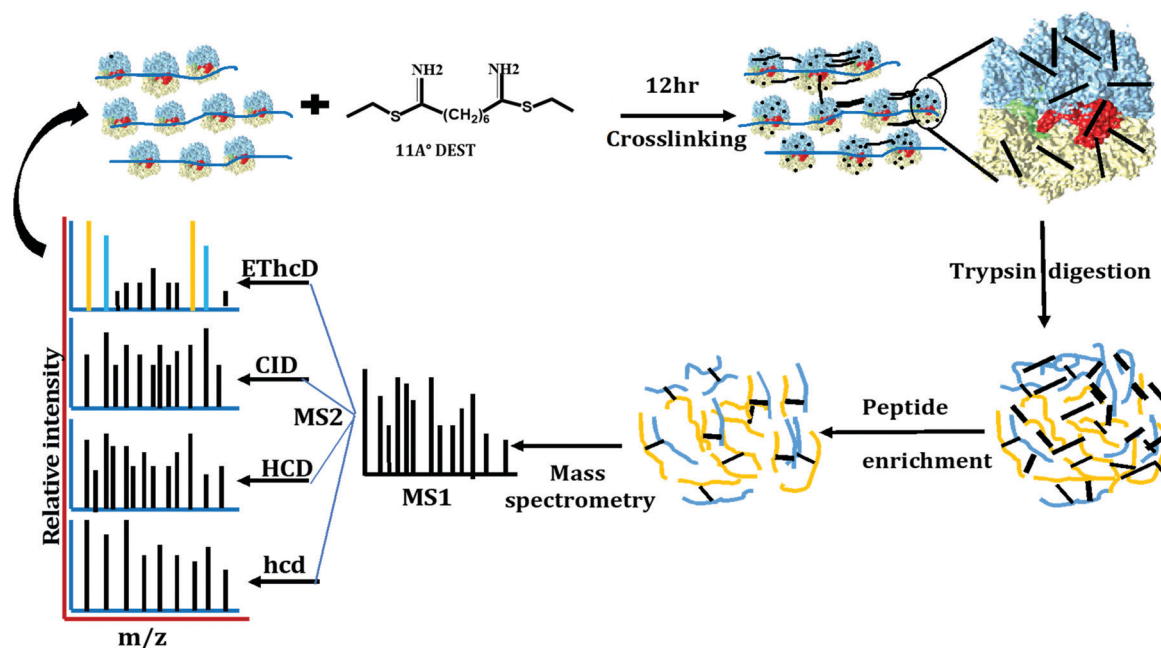 NH2 NH2
S S
(CH2)6
11A° DEST
12hr
Crosslinking
Trypsin digestion
Peptide
enrichment
Mass
spectrometry
MS1
MS2
EThcD
CID
HCD
hcd
Relative intensity
m/z